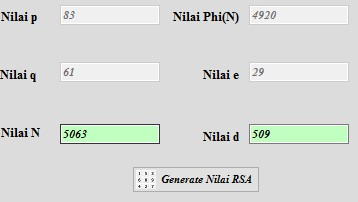 Nilai p 83 Nilai Phi(N) 4920
Nilai q 61 Nilai e 29
Nilai N 5063 Nilai d 509
Generate Nilai RSA